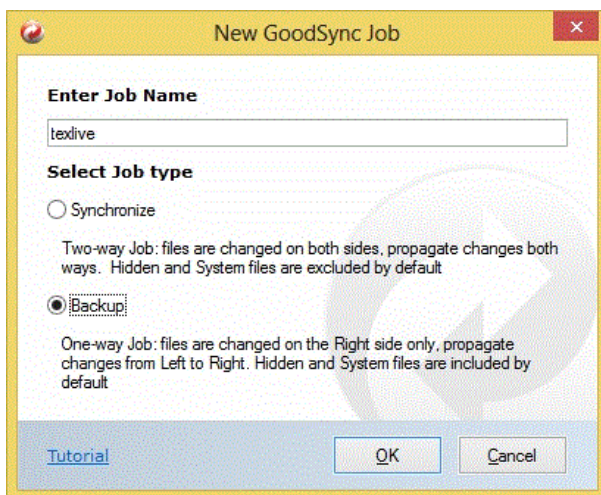 New GoodSync Job
Enter Job Name
texlive
Select Job type
Synchronize
Two-way Job: files are changed on both sides, propagate changes both
ways. Hidden and System files are excluded by default
Backup
One-way Job: files are changed on the Right side only, propagate
changes from Left to Right. Hidden and System files are included by
default
Tutorial
OK
Cancel